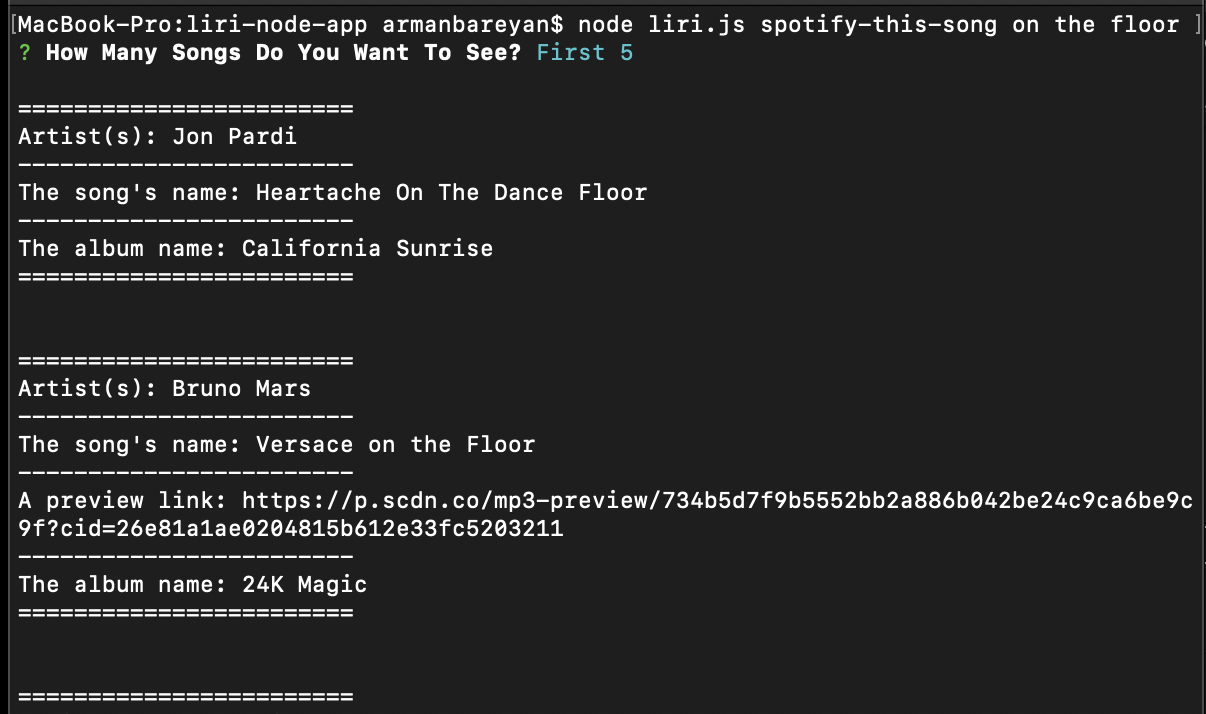 [MacBook-Pro:liri-node-app armanbareyan$ node liri.js spotify-this-song on the floor ]
? How Many Songs Do You Want To See? First 5
========================
Artist(s): Jon Pardi
------------------------
The song's name: Heartache On The Dance Floor
------------------------
The album name: California Sunrise
========================
========================
Artist(s): Bruno Mars
------------------------
The song's name: Versace on the Floor
------------------------
A preview link: https://p.scdn.co/mp3-preview/734b5d7f9b5552bb2a886b042be24c9ca6be9c
9f?cid=26e81a1ae0204815b612e33fc5203211
------------------------
The album name: 24K Magic
========================
========================